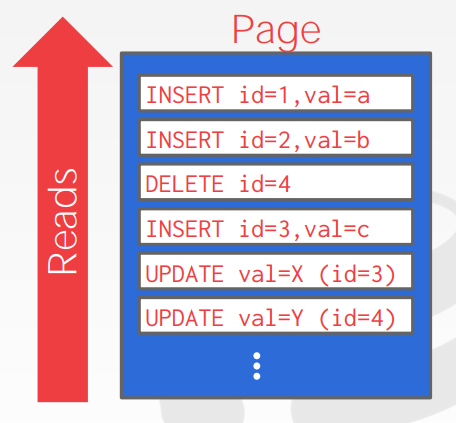 Page
Reads
INSERT id=1,val=a
INSERT id=2,val=b
DELETE id=4
INSERT id=3,val=c
UPDATE val=X (id=3)
UPDATE val=Y (id=4)